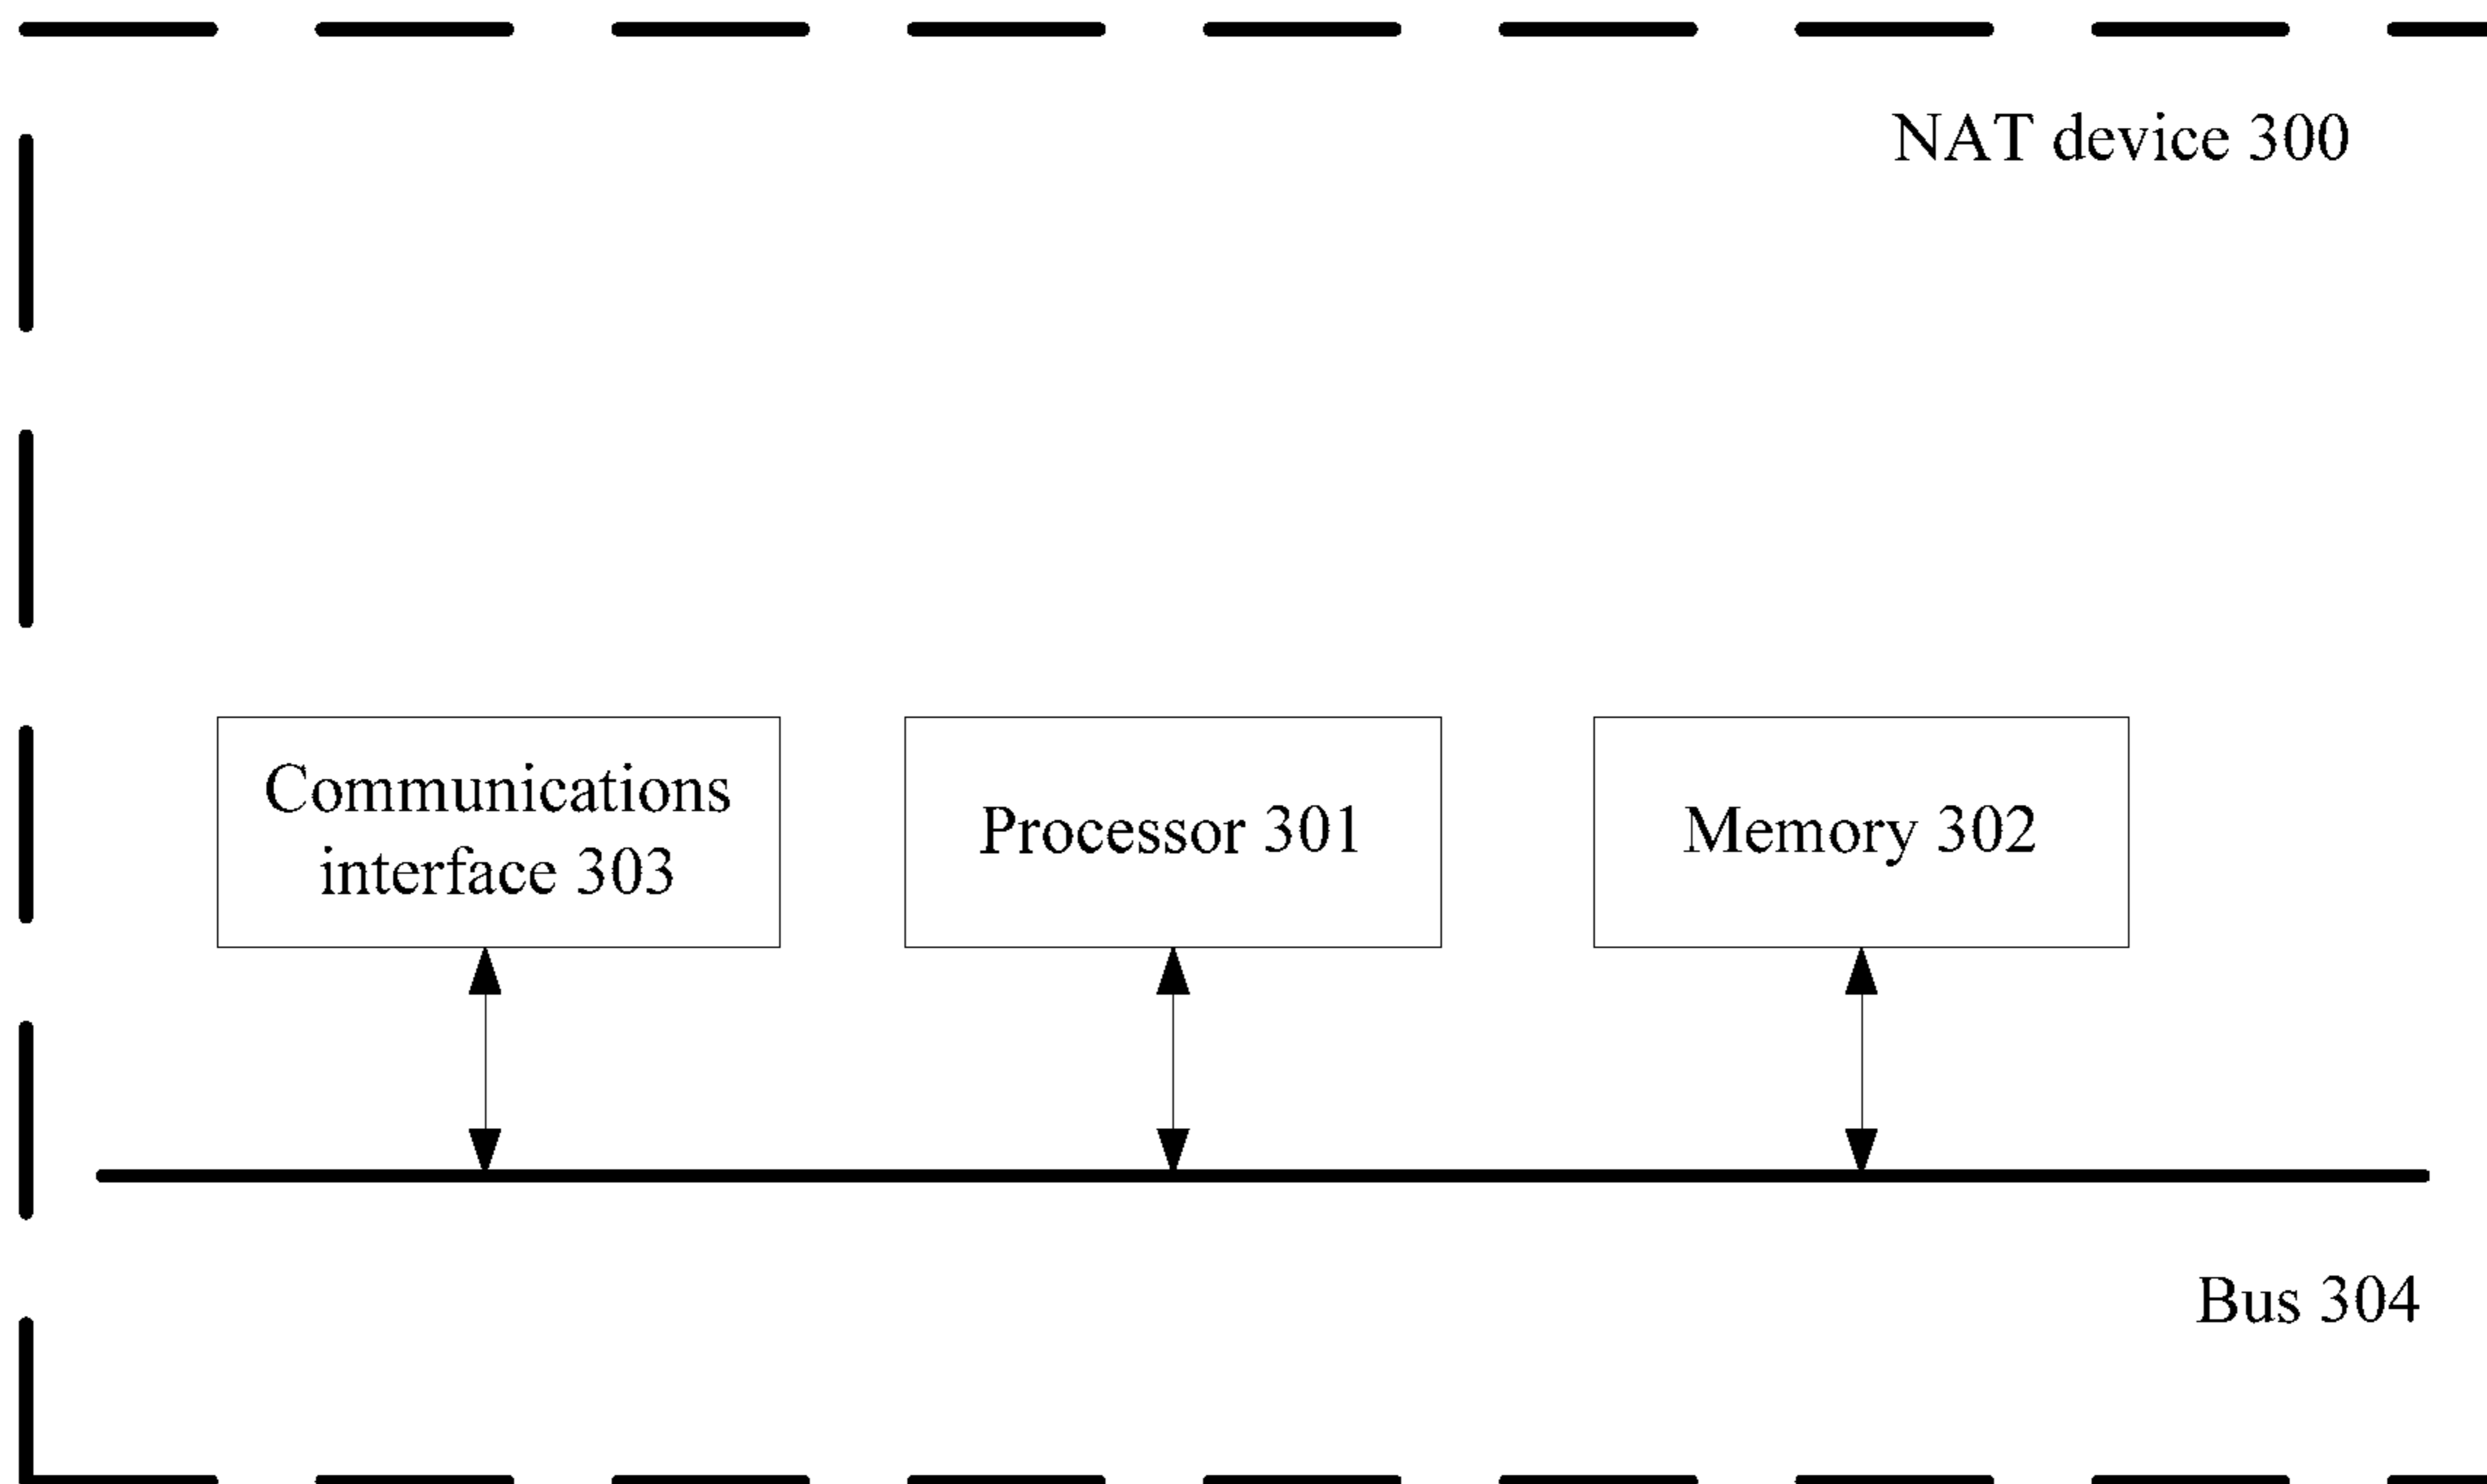 NAT device 300
Communications
interface 303
Processor 301
Memory 302
Bus 304